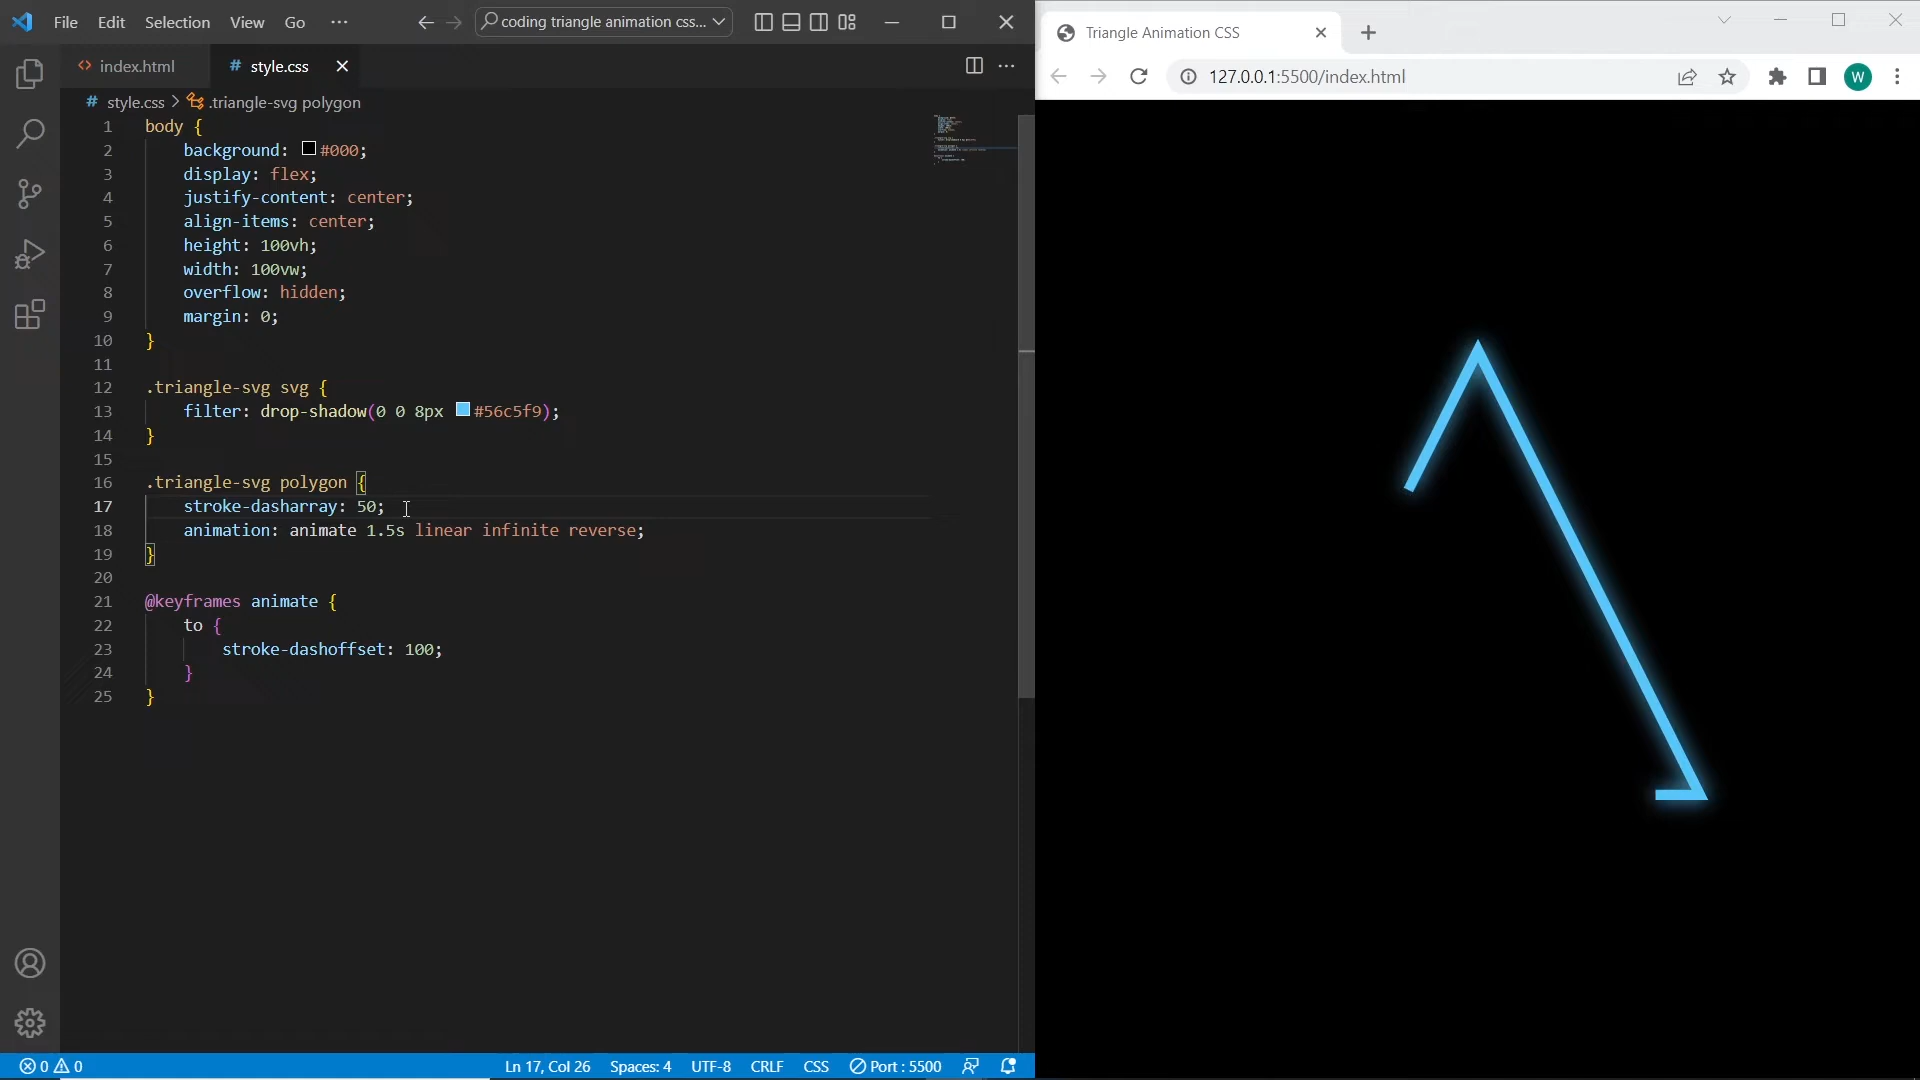 File Edit Selection View Go ··· coding triangle animation css...
index.html # style.css
# style.css > .triangle-svg polygon
1 body {
2 background: #000;
3 display: flex;
4 justify-content: center;
5 align-items: center;
6 height: 100vh;
7 width: 100vw;
8 overflow: hidden;
9 margin: 0;
10 }
11
12 .triangle-svg svg {
13 filter: drop-shadow(0 0 8px #56c5f9);
14 }
15
16 .triangle-svg polygon {
17 stroke-dasharray: 50;
18 animation: animate 1.5s linear infinite reverse;
19 }
20
21 @keyframes animate {
22 to {
23 stroke-dashoffset: 100;
24 }
25 }
0 0 Ln 17, Col 26 Spaces: 4 UTF-8 CRLF CSS Port : 5500
Triangle Animation CSS
127.0.0.1:5500/index.html W